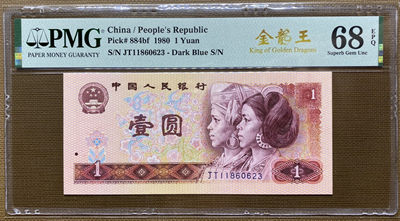 PMG
PAPER MONEY GUARANTY
China / People's Republic
Pick# 884bf 1980 1 Yuan
S/N JT11860623 - Dark Blue S/N
金龍王
King of Golden Dragons
68 EPQ
Superb Gem Unc
中国人民银行
1
壹圆
JT11860623
1
1